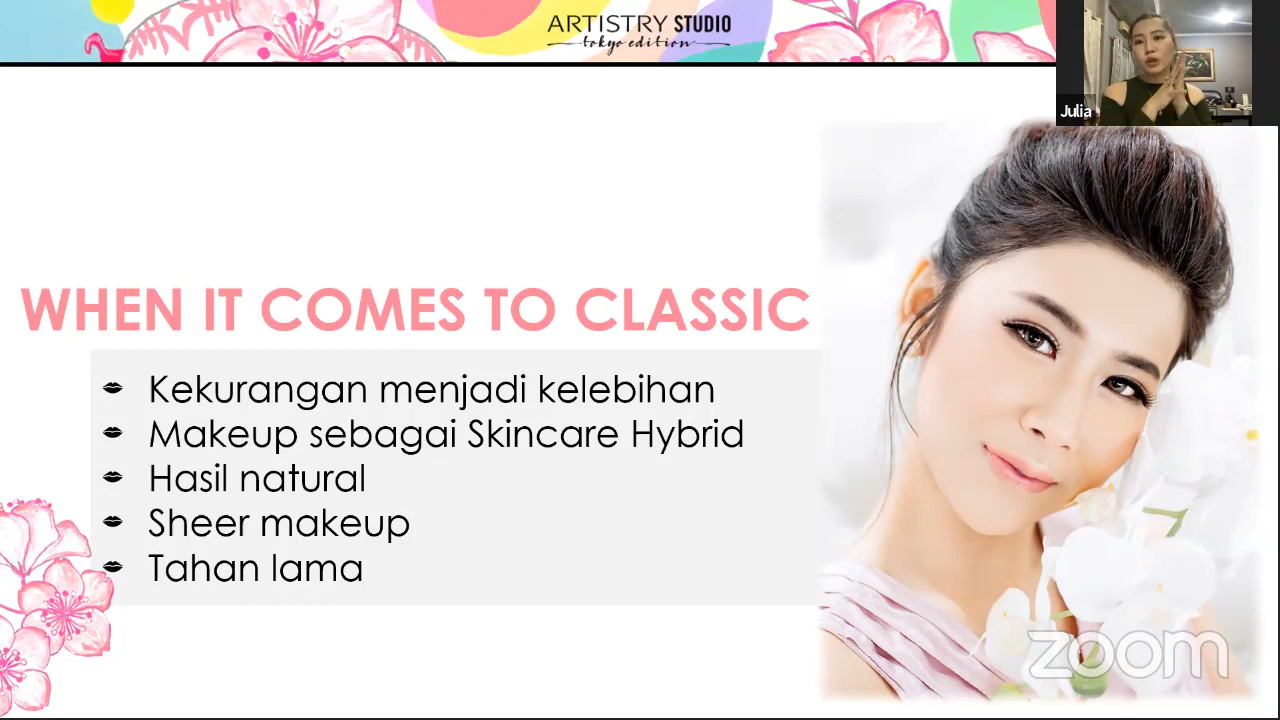 ARTISTRY STUDIO
tokyo edition
Julia
WHEN IT COMES TO CLASSIC
Kekurangan menjadi kelebihan
Makeup sebagai Skincare Hybrid
Hasil natural
Sheer makeup
Tahan lama
zoom